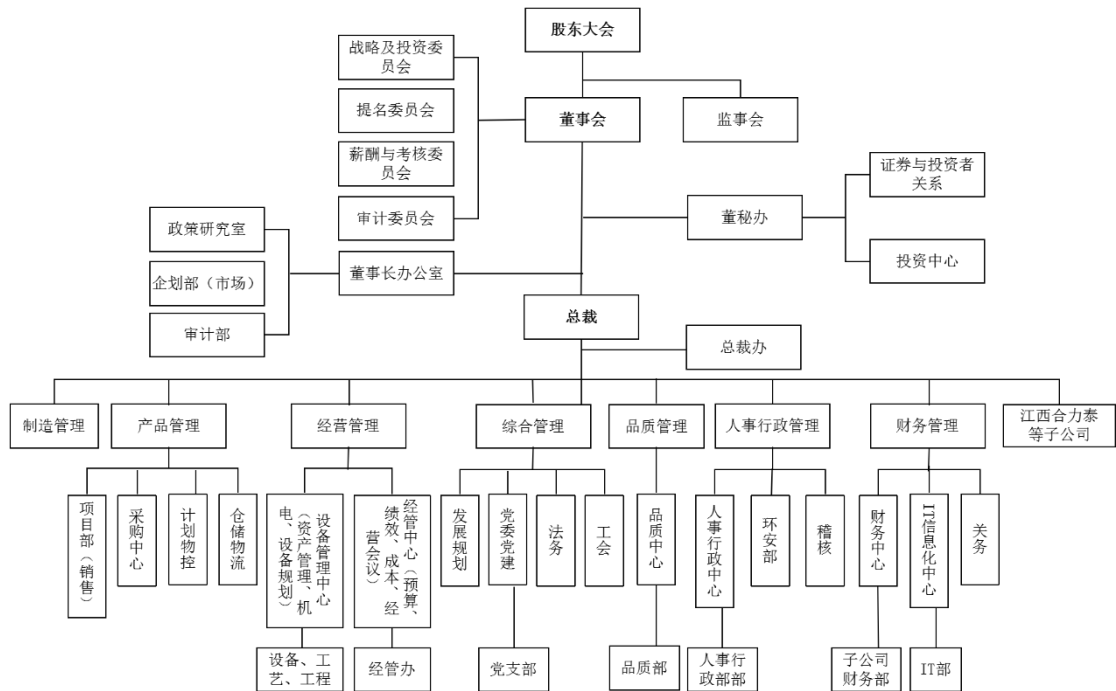 股东大会
战略及投资委
员会
提名委员会
董事会
监事会
薪酬与考核委
员会
证券与投资者
关系
审计委员会
董秘办
政策研究室
董事长办公室
投资中心
企划部（市场）
总裁
审计部
总裁办
制造管理
产品管理
经营管理
综合管理
品质管理
人事行政管理
财务管理
江西合力泰
等子公司
项目部（销售）
采购中心
计划物控
仓储物流
设备管理中心
（资产管理、机
电、设备规划）
经管中心（预算、
绩效、成本、经
营会议）
发展规划
党委党建
法务
工会
品质中心
人事行政中心
环安部
稽核
财务中心
IT信息化中心
关务
设备、工
艺、工程
经管办
党支部
品质部
人事行
政部部
子公司
财务部
IT部